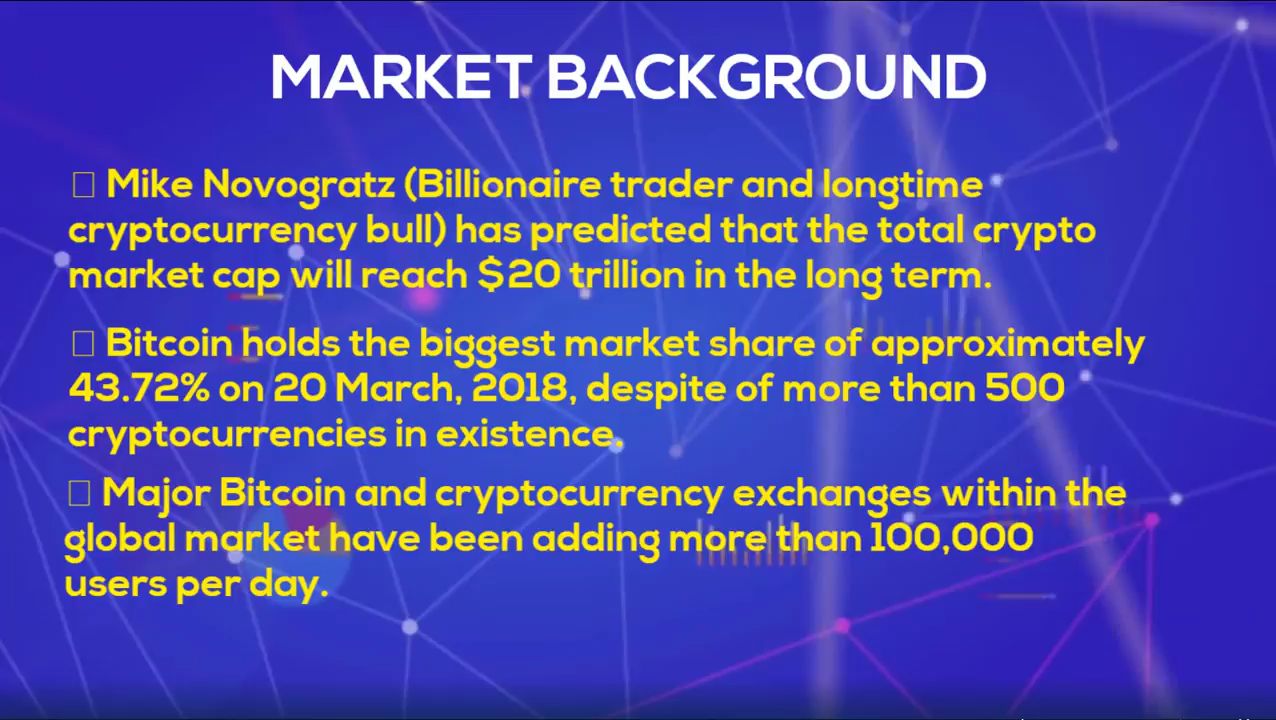 MARKET BACKGROUND
□ Mike Novogratz (Billionaire trader and longtime
cryptocurrency bull) has predicted that the total crypto
market cap will reach $20 trillion in the long term.
□ Bitcoin holds the biggest market share of approximately
43.72% on 20 March, 2018, despite of more than 500
cryptocurrencies in existence.
□ Major Bitcoin and cryptocurrency exchanges within the
global market have been adding more than 100,000
users per day.